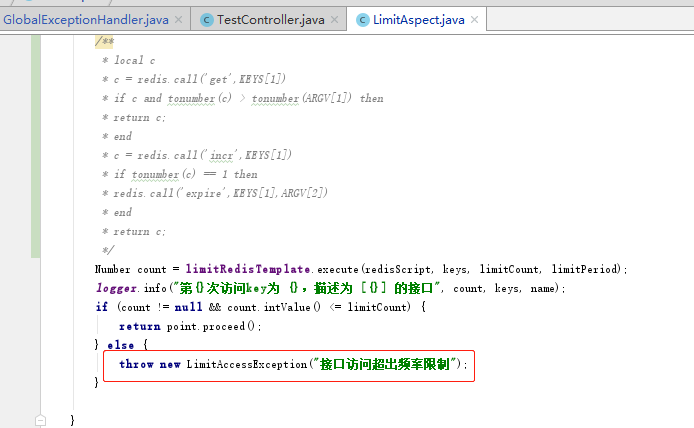 GlobalExceptionHandler.java × TestController.java × LimitAspect.java ×
/**
* local c
* c = redis.call('get',KEYS[1])
* if c and tonumber(c) > tonumber(ARGV[1]) then
* return c;
* end
* c = redis.call('incr',KEYS[1])
* if tonumber(c) == 1 then
* redis.call('expire',KEYS[1],ARGV[2])
* end
* return c;
*/
Number count = limitRedisTemplate.execute(redisScript, keys, limitCount, limitPeriod);
logger.info("第{}次访问key为 {}，描述为 [{}] 的接口", count, keys, name);
if (count != null && count.intValue() <= limitCount) {
return point.proceed();
} else {
throw new LimitAccessException("接口访问超出频率限制");
}
}